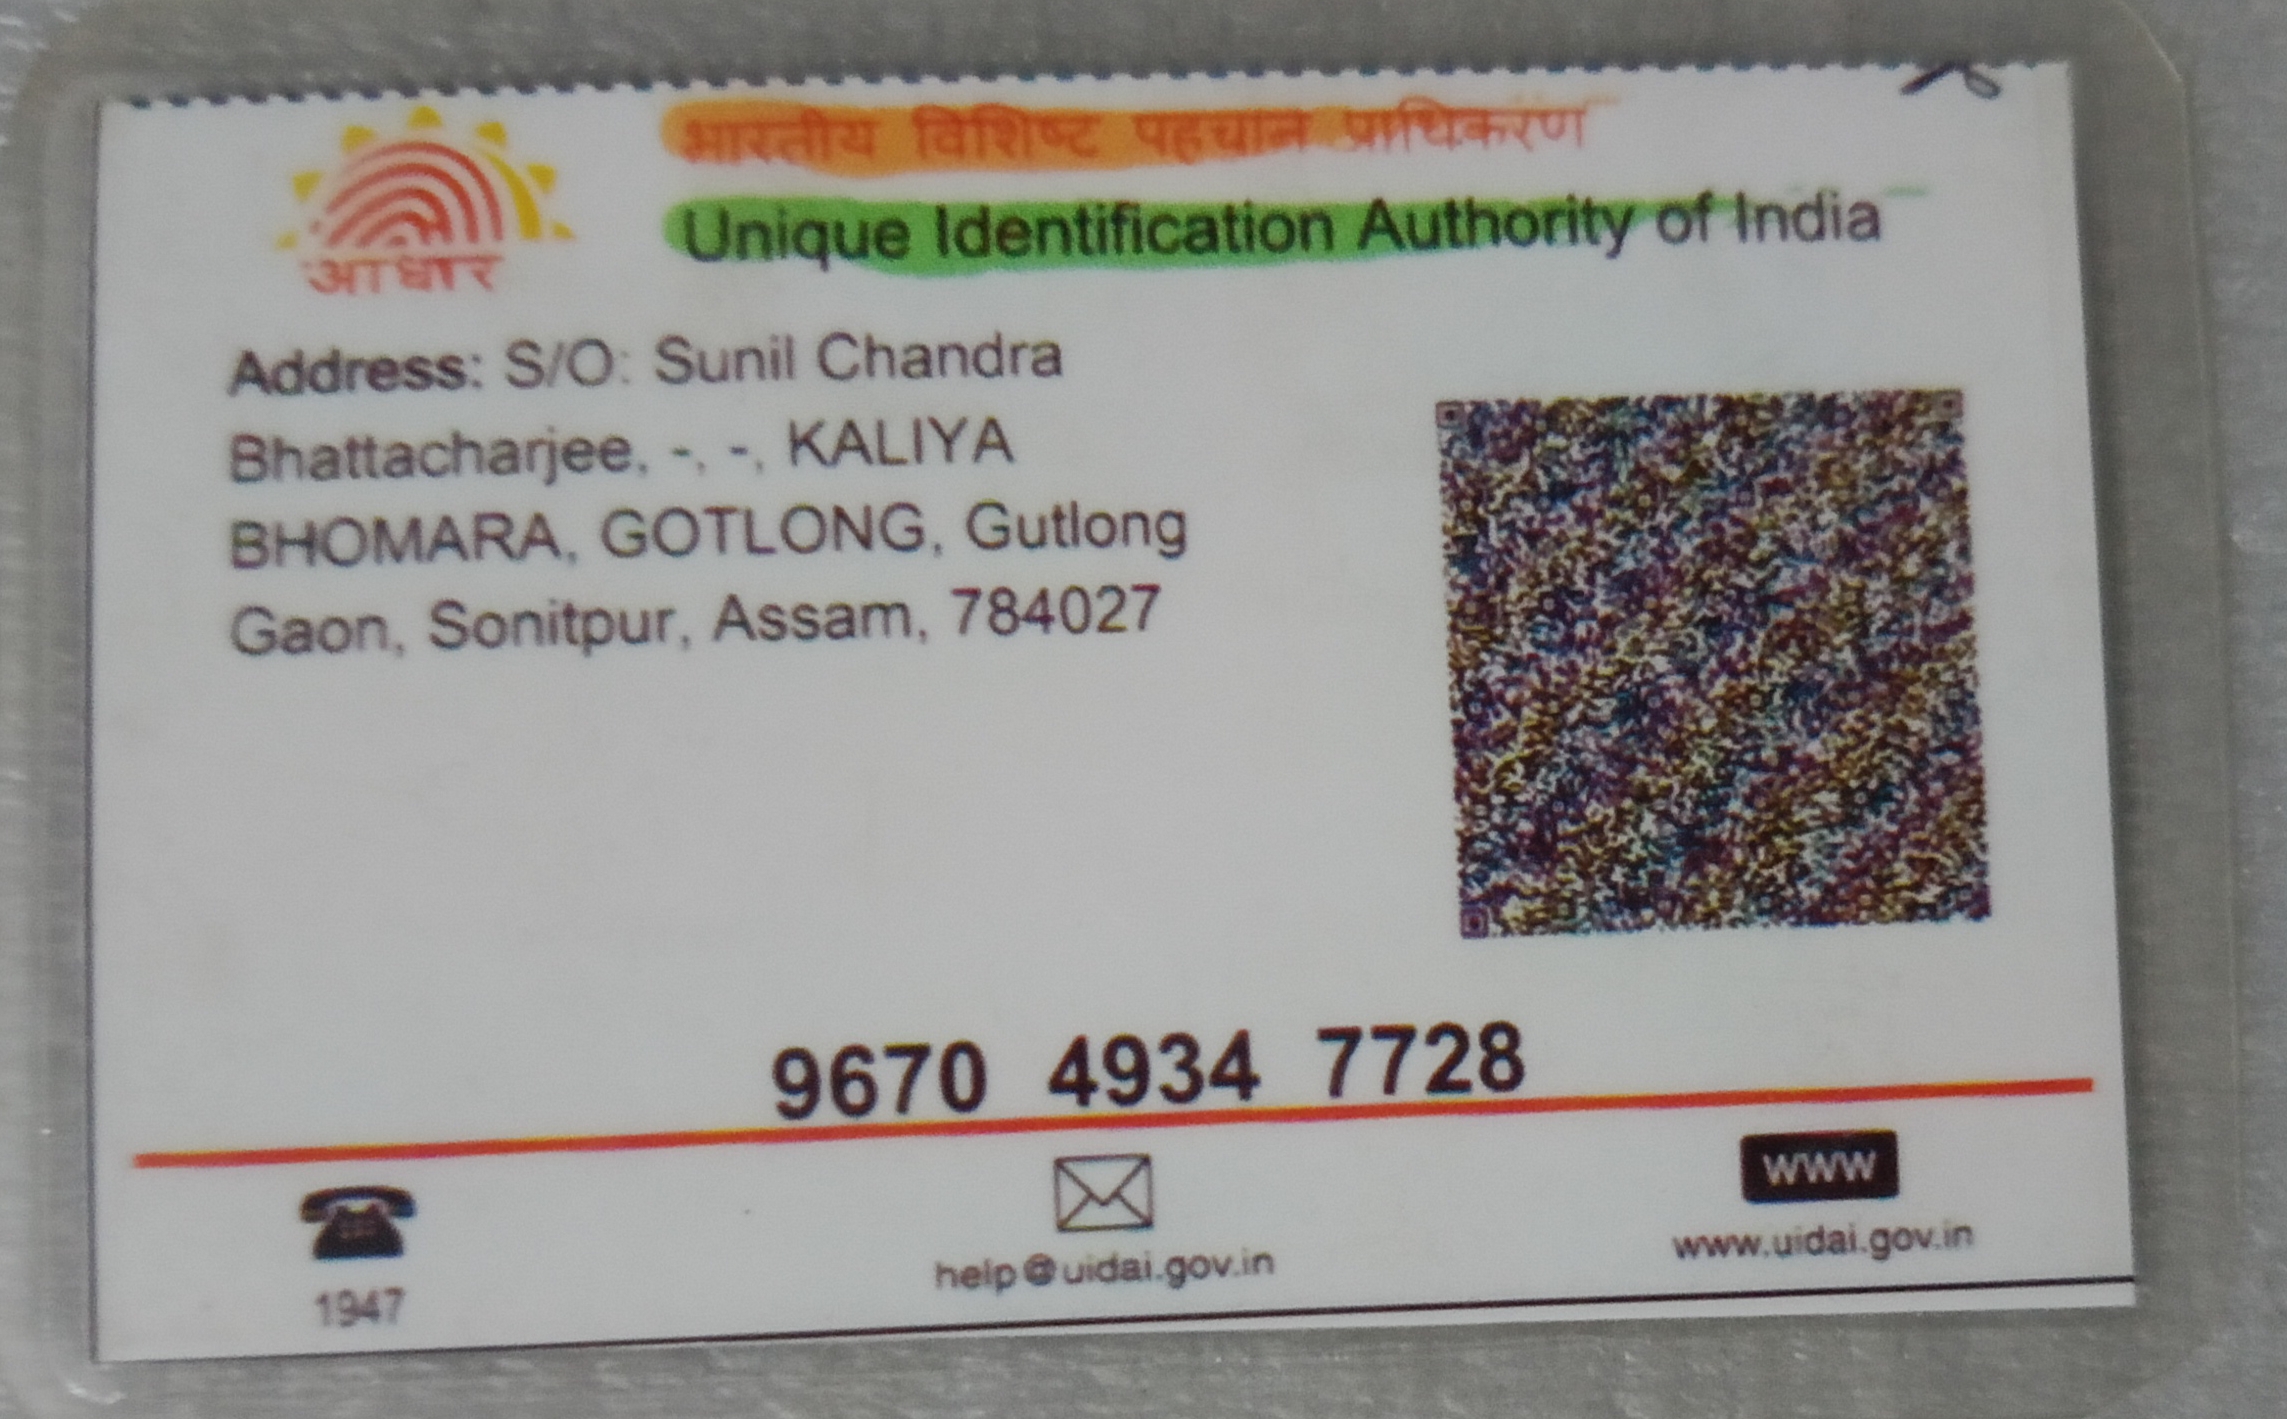 भारतीय विशिष्ट पहचान प्राधिकरण
Unique Identification Authority of India
आधार
Address: S/O: Sunil Chandra
Bhattacharjee, -, -, KALIYA
BHOMARA, GOTLONG, Gutlong
Gaon, Sonitpur, Assam, 784027
9670 4934 7728
1947
help@uidai.gov.in
WWW
www.uidai.gov.in